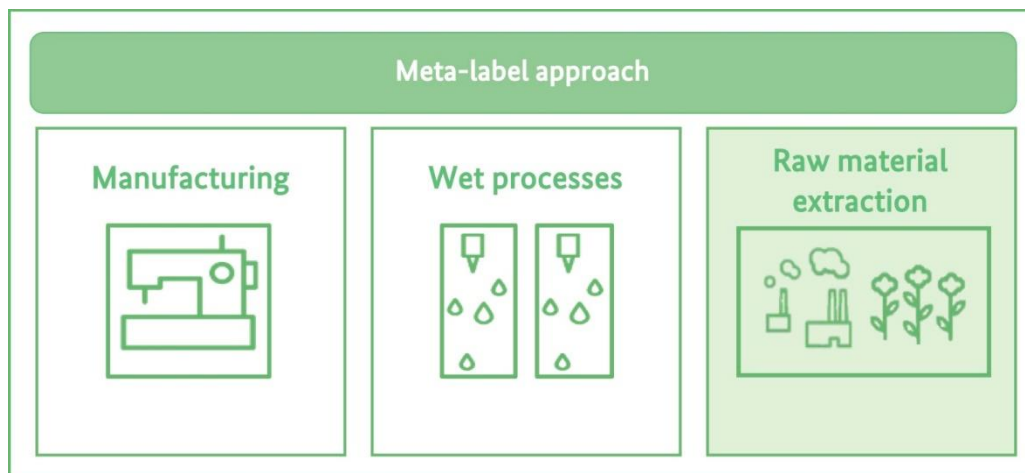 Meta-label approach
Manufacturing
Wet processes
Raw material
extraction